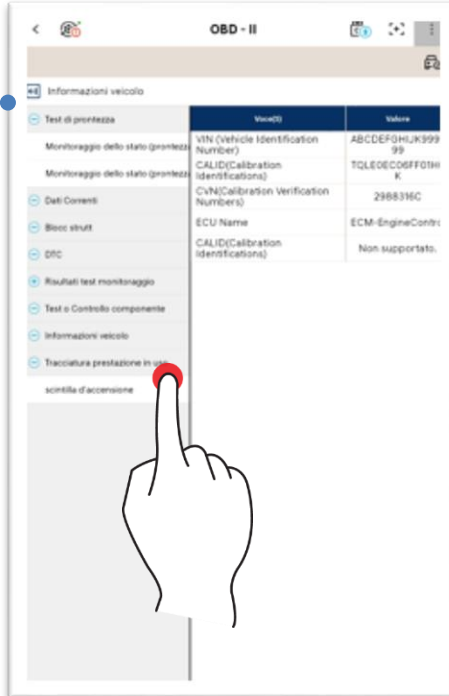 OBD - II
Informazioni veicolo
Test di prontezza
Monitoraggio dello stato (prontezz
Monitoraggio dello stato (prontezz
Dati Correnti
Blocc strutt
DTC
Risultati test monitoraggio
Test o Controllo componente
Informazioni veicolo
Tracciatura prestazione in uso
scintilla d'accensione
Voce(5) Valore
VIN (Vehicle Identification
Number)
ABCDEFGHIJK999
99
CALID(Calibration
Identifications)
K
CVN(Calibration Verification
Numbers)
2988316C
ECU Name ECM-EngineContro
CALID(Calibration
Identifications)
Non supportato.